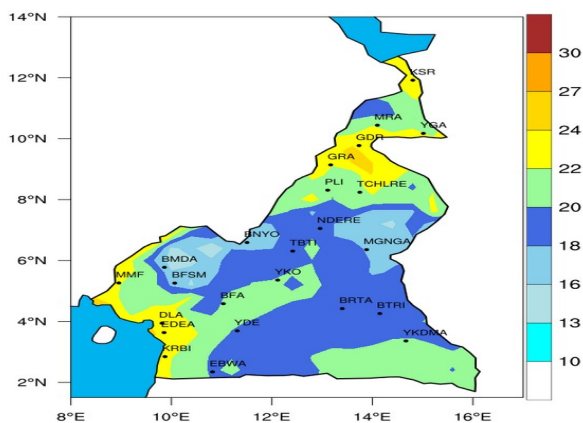 14°N
12°N
10°N
8°N
6°N
4°N
2°N
KSR
MRA
YGA
GDR
GRA
PLI
TCHLRE
NDERE
BNYO
TBTI
MGNGA
BMDA
MMF
BFSM
YKO
BFA
BRTA
BTRI
DLA
EDEA
YDE
YKDMA
KRBI
EBWA
8°E
10°E
12°E
14°E
16°E
30
27
24
22
20
18
16
13
10